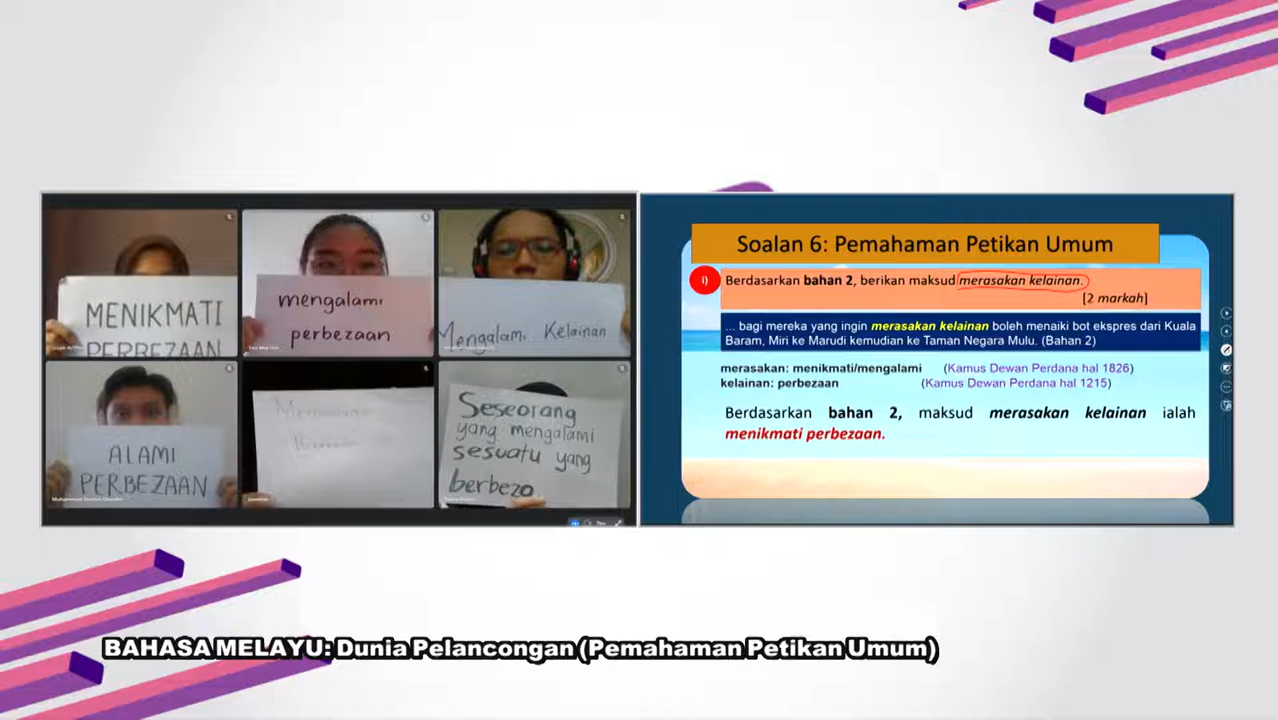 MENIKMATI
PERBEZAAN
mengalami
perbezaan
Mengalami Kelainan
ALAMI
PERBEZAAN
Seseorang
yang mengalami
sesuatu yang
berbeza
You
Soalan 6: Pemahaman Petikan Umum
i)
Berdasarkan bahan 2, berikan maksud merasakan kelainan.
[2 markah]
... bagi mereka yang ingin merasakan kelainan boleh menaiki bot ekspres dari Kuala
Baram, Miri ke Marudi kemudian ke Taman Negara Mulu. (Bahan 2)
merasakan: menikmati/mengalami (Kamus Dewan Perdana hal 1826)
kelainan: perbezaan (Kamus Dewan Perdana hal 1215)
Berdasarkan bahan 2, maksud merasakan kelainan ialah
menikmati perbezaan.
BAHASA MELAYU: Dunia Pelancongan (Pemahaman Petikan Umum)